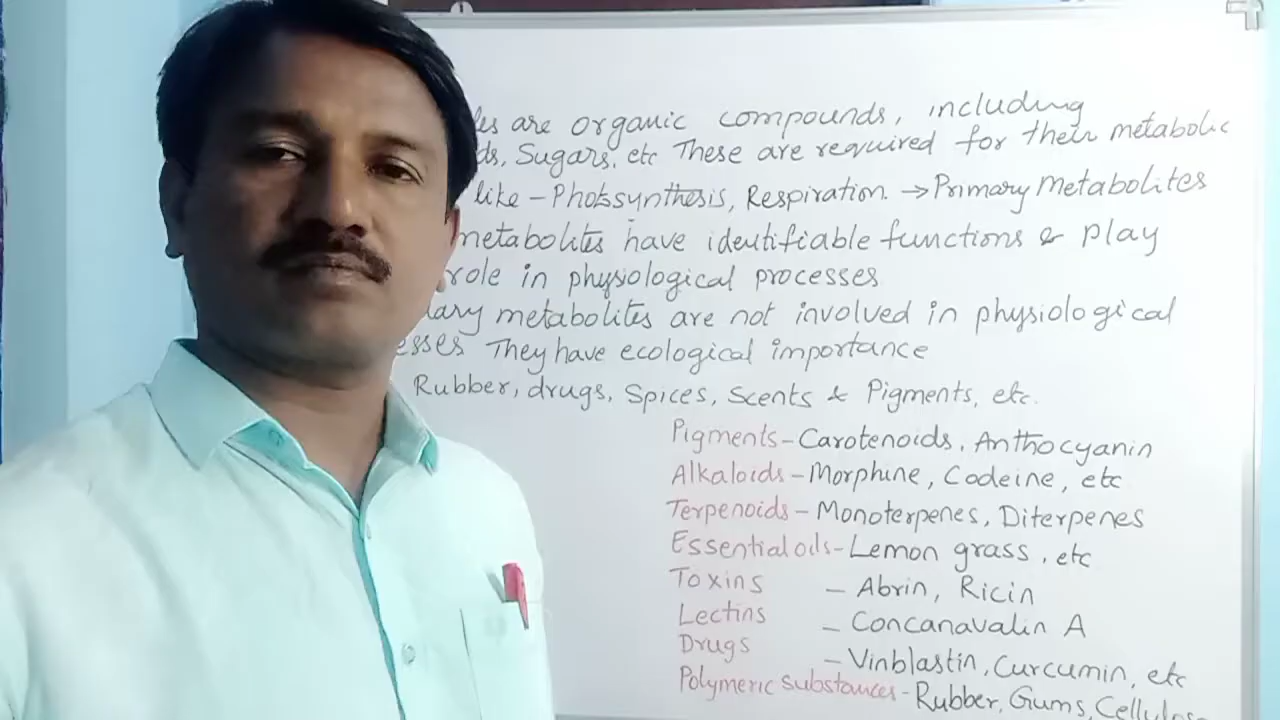 are organic compounds, including
Sugars, etc These are required for their metabolic
like - Photosynthesis, Respiration. → Primary Metabolites
metabolites have identifiable functions & play
role in physiological processes
metabolites are not involved in physiological
They have ecological importance
Rubber, drugs, Spices, Scents & Pigments, etc.
Pigments - Carotenoids, Anthocyanin
Alkaloids - Morphine, Codeine, etc
Terpenoids - Monoterpenes, Diterpenes
Essential oils - Lemon grass, etc
Toxins - Abrin, Ricin
Lectins - Concanavalin A
Drugs - Vinblastin, Curcumin, etc
Polymeric substances - Rubber, Gums,